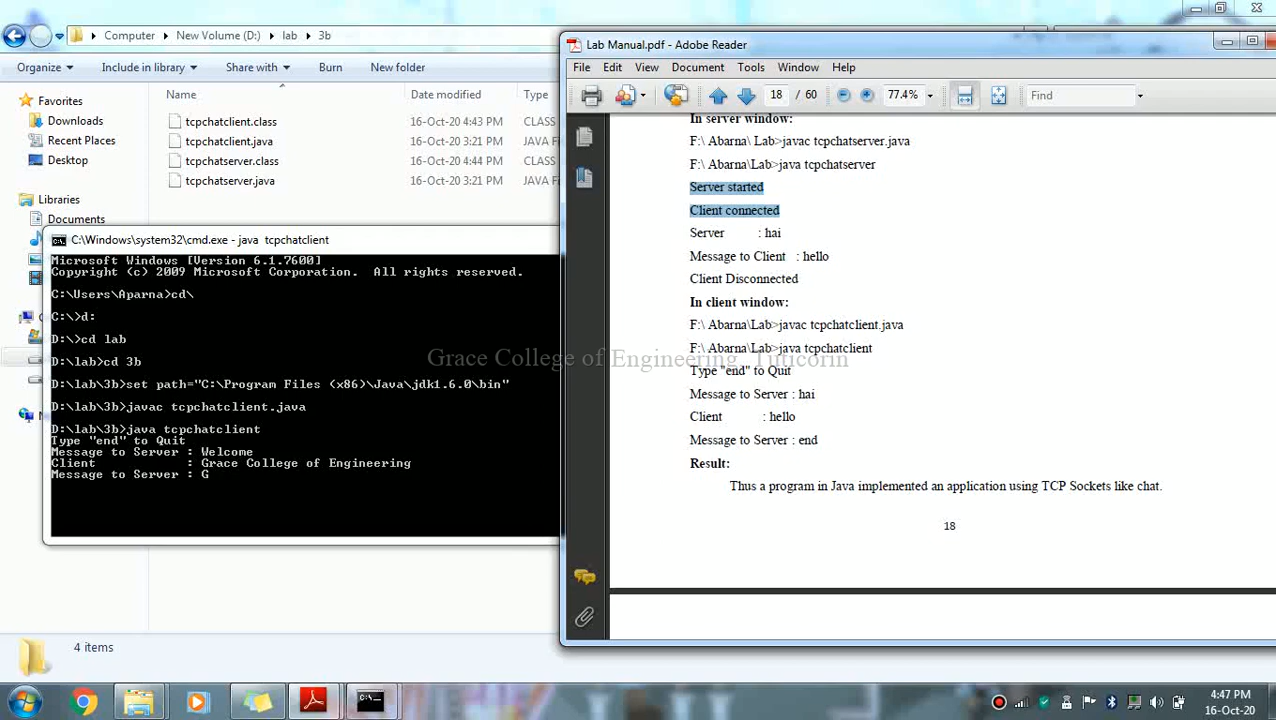 Computer
New Volume (D:)
lab
3b
Organize
Include in library
Share with
Burn
New folder
Favorites
Downloads
Recent Places
Desktop
Libraries
Documents
Name
Date modified
Type
tcpchatclient.class
16-Oct-20 4:43 PM
CLASS
tcpchatclient.java
16-Oct-20 3:21 PM
JAVA F
tcpchatserver.class
16-Oct-20 4:44 PM
CLASS
tcpchatserver.java
16-Oct-20 3:21 PM
JAVA F
C:\Windows\system32\cmd.exe - java tcpchatclient
Microsoft Windows [Version 6.1.7600]
Copyright (c) 2009 Microsoft Corporation. All rights reserved.
C:\Users\Aparna>cd\
C:\>d:
D:\>cd lab
D:\lab>cd 3b
D:\lab\3b>set path="C:\Program Files (x86)\Java\jdk1.6.0\bin"
D:\lab\3b>javac tcpchatclient.java
D:\lab\3b>java tcpchatclient
Type "end" to Quit
Message to Server : Welcome
Client : Grace College of Engineering
Message to Server : G
4 items
Lab Manual.pdf - Adobe Reader
File Edit View Document Tools Window Help
18 / 60
77.4%
Find
In server window:
F:\ Abarna\ Lab>javac tcpchatserver.java
F:\ Abarna\Lab>java tcpchatserver
Server started
Client connected
Server : hai
Message to Client : hello
Client Disconnected
In client window:
F:\ Abarna\Lab>javac tcpchatclient.java
F:\ Abarna\Lab>java tcpchatclient
Type "end" to Quit
Message to Server : hai
Client : hello
Message to Server : end
Result:
Thus a program in Java implemented an application using TCP Sockets like chat.
18
Grace College of Engineering, Tuticorin
4:47 PM
16-Oct-20